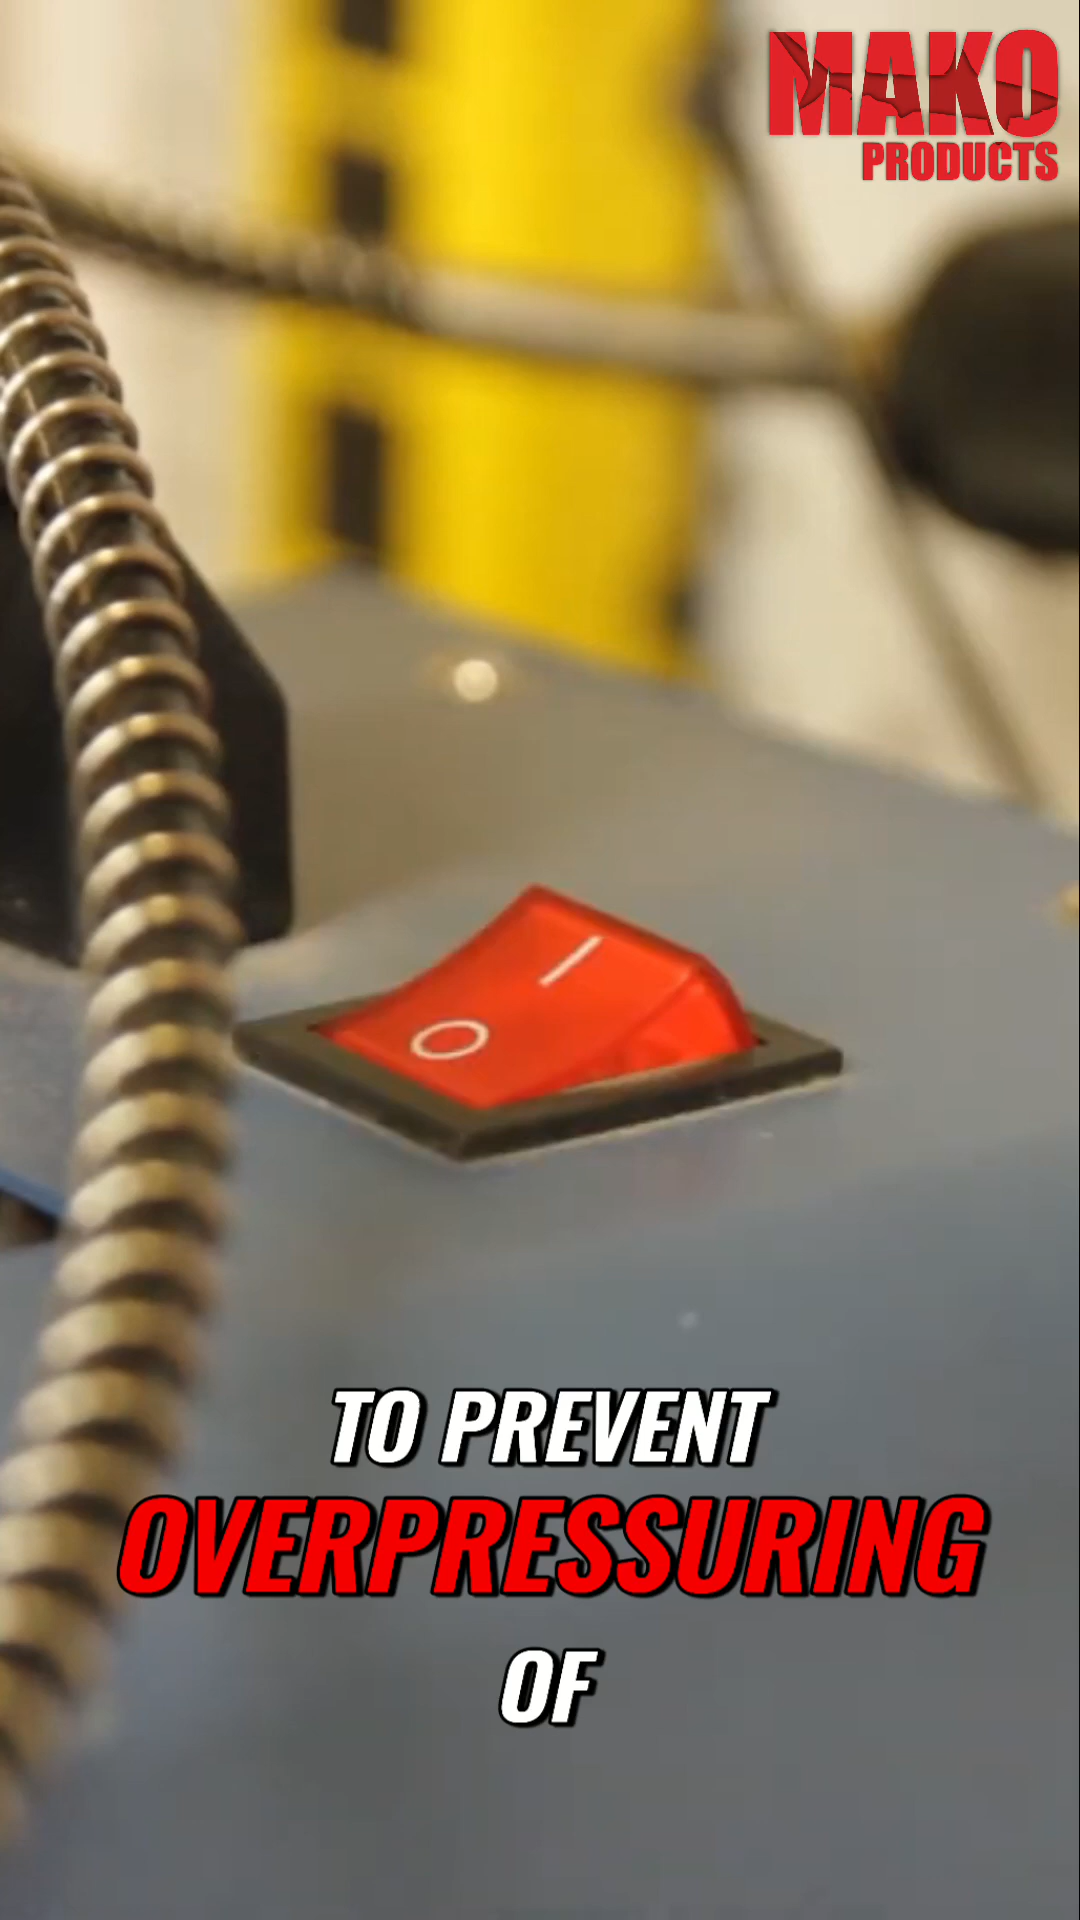 MAKO
PRODUCTS
I
O
TO PREVENT
OVERPRESSURING
OF